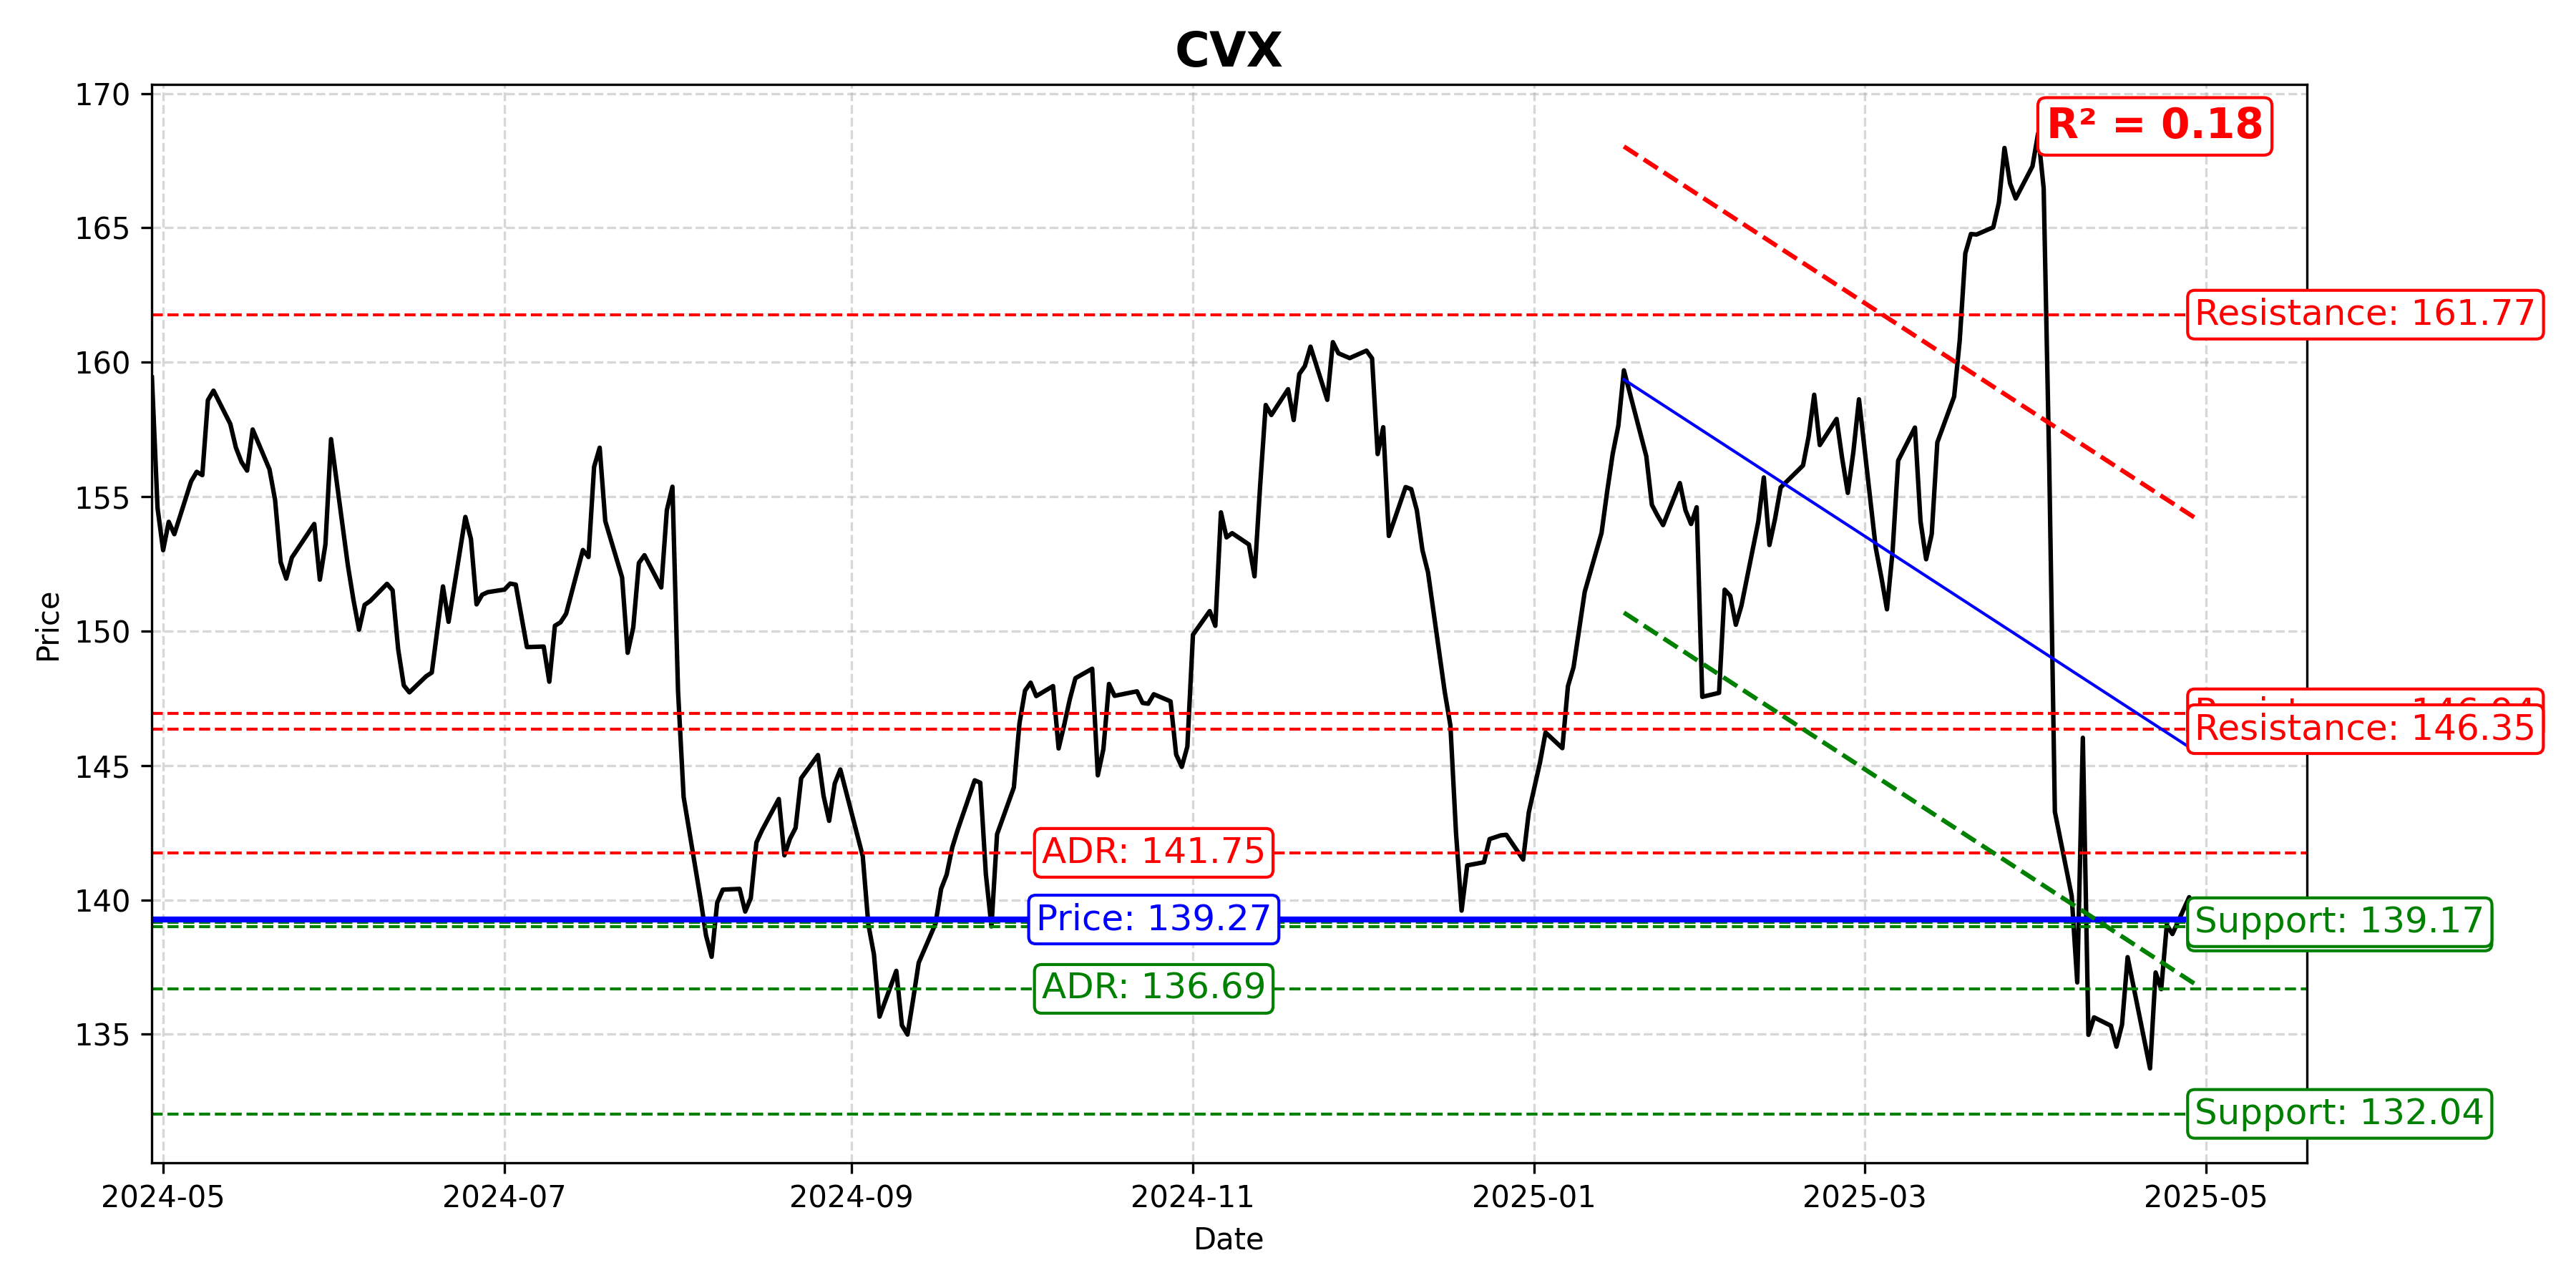 CVX
R² = 0.18
170
165
160
155
150
145
140
135
Price
Resistance: 161.77
Resistance: 146.35
ADR: 141.75
Price: 139.27
Support: 139.17
ADR: 136.69
Support: 132.04
2024-05
2024-07
2024-09
2024-11
2025-01
2025-03
2025-05
Date